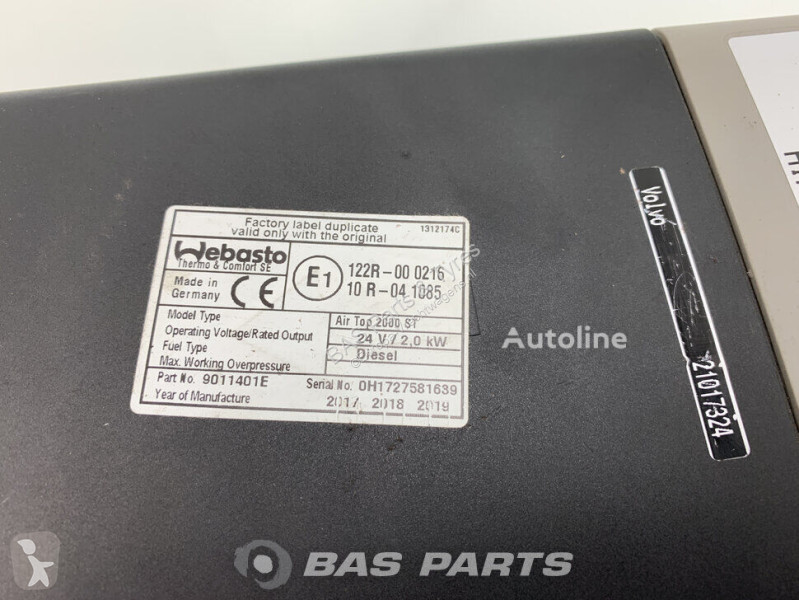 Factory label duplicate
valid only with the original
1312174C
Webasto
Thermo & Comfort SE
Made in
Germany
CE
E1
122R-00 0216
10 R-04 1085
Model Type
Air Top 2000 ST
Operating Voltage/Rated Output
24 V / 2,0 kW
Fuel Type
Diesel
Max. Working Overpressure
Part No. 9011401E
Serial No. OH1727581639
Year of Manufacture
2017 2018 2019
Volvo
21017324
Autoline
BAS PARTS